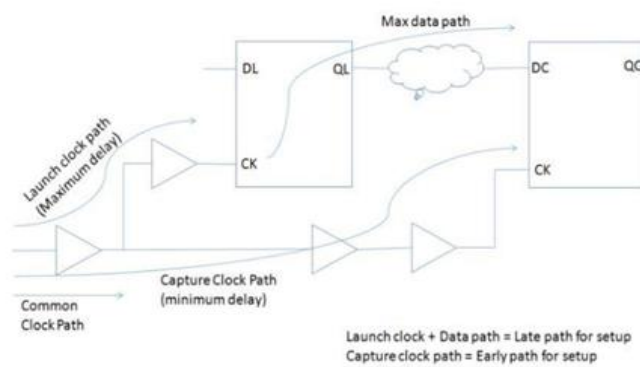 Max data path
DL
QL
DC
QC
Launch clock path
(Maximum delay)
CK
CK
Capture Clock Path
(minimum delay)
Common
Clock Path
Launch clock + Data path = Late path for setup
Capture clock path = Early path for setup